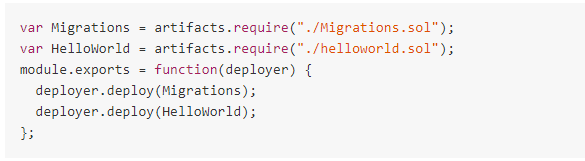 var Migrations = artifacts.require("./Migrations.sol");
var HelloWorld = artifacts.require("./helloworld.sol");
module.exports = function(deployer) {
  deployer.deploy(Migrations);
  deployer.deploy(HelloWorld);
};